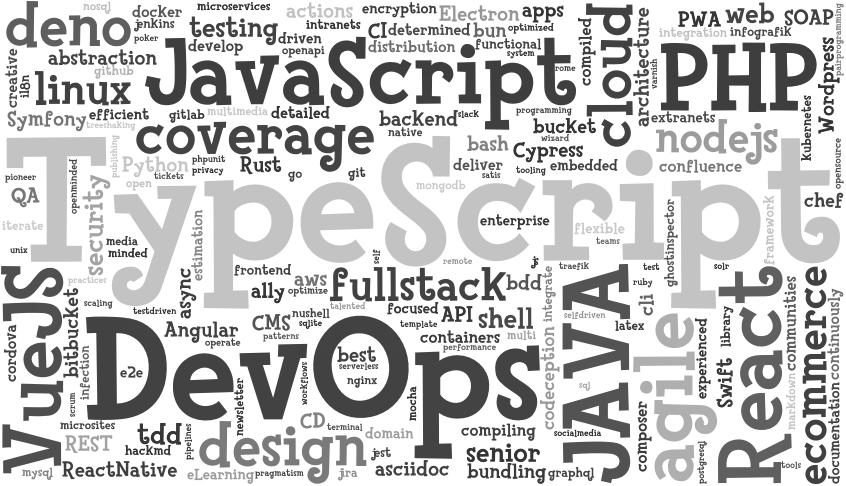 nosql
microservices
deno
docker
jenkins
poker
actions
encryption
Electron
apps
intranets
CI
determined
bun
optimized
testing
develop
driven
openapi
distribution
functional
system
abstraction
github
creative
i18n
linux
JavaScript
rome
compiled
cloud
architecture
varnish
PWA
web
SOAP
integration
infografik
pairprogramming
PHP
Wordpress
Symfony
efficient
treeshaking
gitlab
multimedia
detailed
backend
slack
programming
extranets
kubernetes
opensource
coverage
native
bash
bucket
wizard
nodejs
publishing
Python
phpunit
privacy
Rust
go
git
Cypress
deliver
satis
tooling
embedded
confluence
pioneer
QA
openminded
open
tickets
mongodb
chef
TypeScript
iterate
unix
security
media
minded
estimation
self
remote
enterprise
flexible
teams
ghostinspector
framework
js
practices
scaling
testdriven
async
frontend
ally
aws
optimize
talented
fullstack
bdd
integrate
traefik
test
ruby
cli
solr
VueJS
cordova
bitbucket
infection
scrum
Angular
operate
CMS
patterns
nushell
sqlite
focused
template
API
shell
containers
performance
multi
codeception
selfdriven
latex
JAVA
sql
agile
experienced
Swift
library
React
communities
markdown
ecommerce
continuously
documentation
DevOps
e2e
best
serverless
nginx
workflows
newsletter
mocha
microsites
REST
mysql
tdd
hackmd
pipelines
ReactNative
design
CD
terminal
domain
eLearning
pragmatism
jira
jest
asciidoc
compiling
senior
bundling
graphql
socialmedia
composer
postgresql
tools